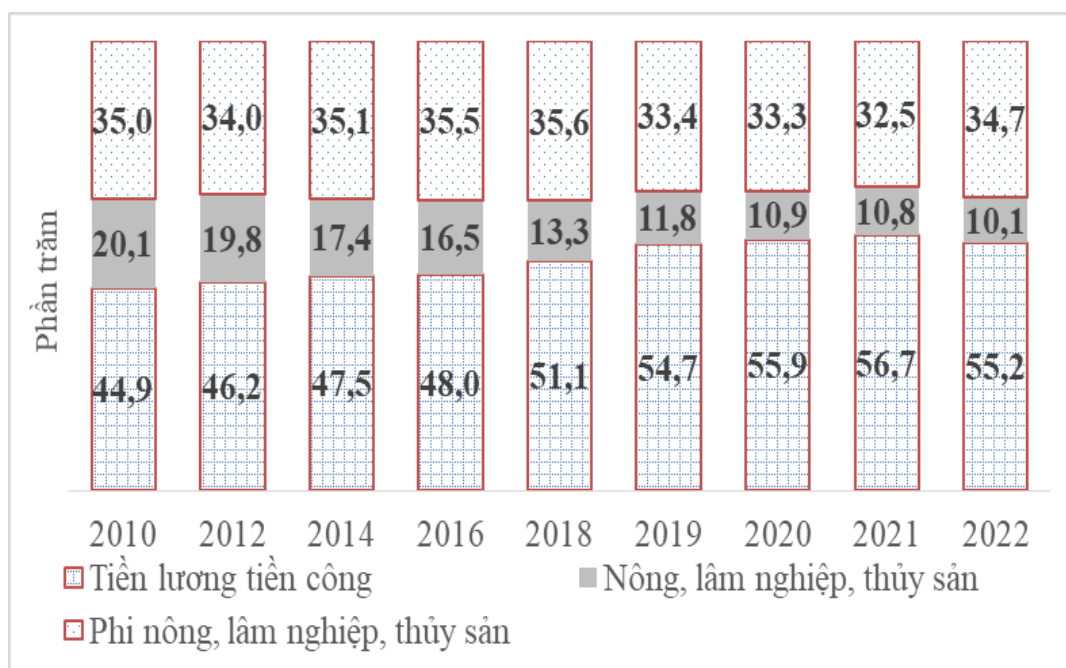 35,0 34,0 35,1 35,5 35,6 33,4 33,3 32,5 34,7
20,1 19,8 17,4 16,5 13,3 11,8 10,9 10,8 10,1
44,9 46,2 47,5 48,0 51,1 54,7 55,9 56,7 55,2
Phần trăm
2010 2012 2014 2016 2018 2019 2020 2021 2022
Tiền lương tiền công
Nông, lâm nghiệp, thủy sản
Phi nông, lâm nghiệp, thủy sản